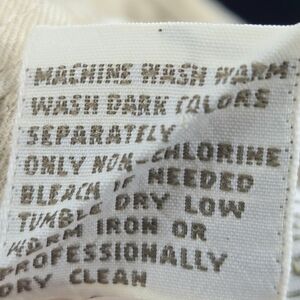 MACHINE WASH WARM
WASH DARK COLORS
SEPARATELY
ONLY NON-CHLORINE
BLEACH IF NEEDED
TUMBLE DRY LOW
WARM IRON OR
PROFESSIONALLY
DRY CLEAN